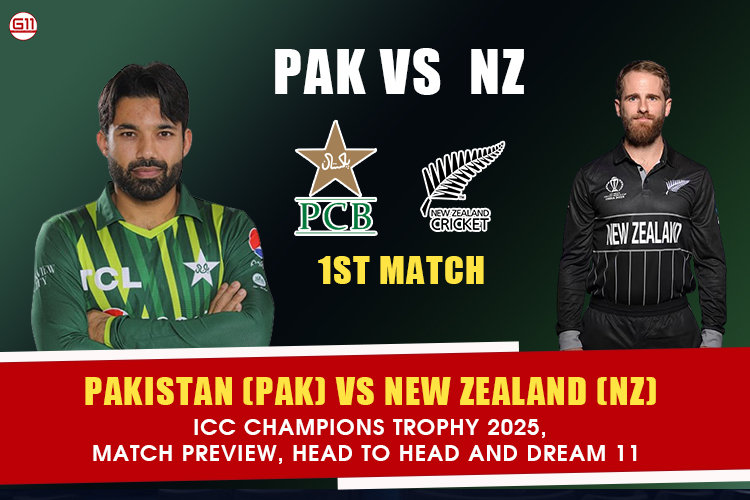 G11
PAK VS NZ
پاکستان
PCB
NEW ZEALAND
CRICKET
1ST MATCH
TCL
NEW ZEALAND
PAKISTAN (PAK) VS NEW ZEALAND (NZ)
ICC CHAMPIONS TROPHY 2025,
MATCH PREVIEW, HEAD TO HEAD AND DREAM 11